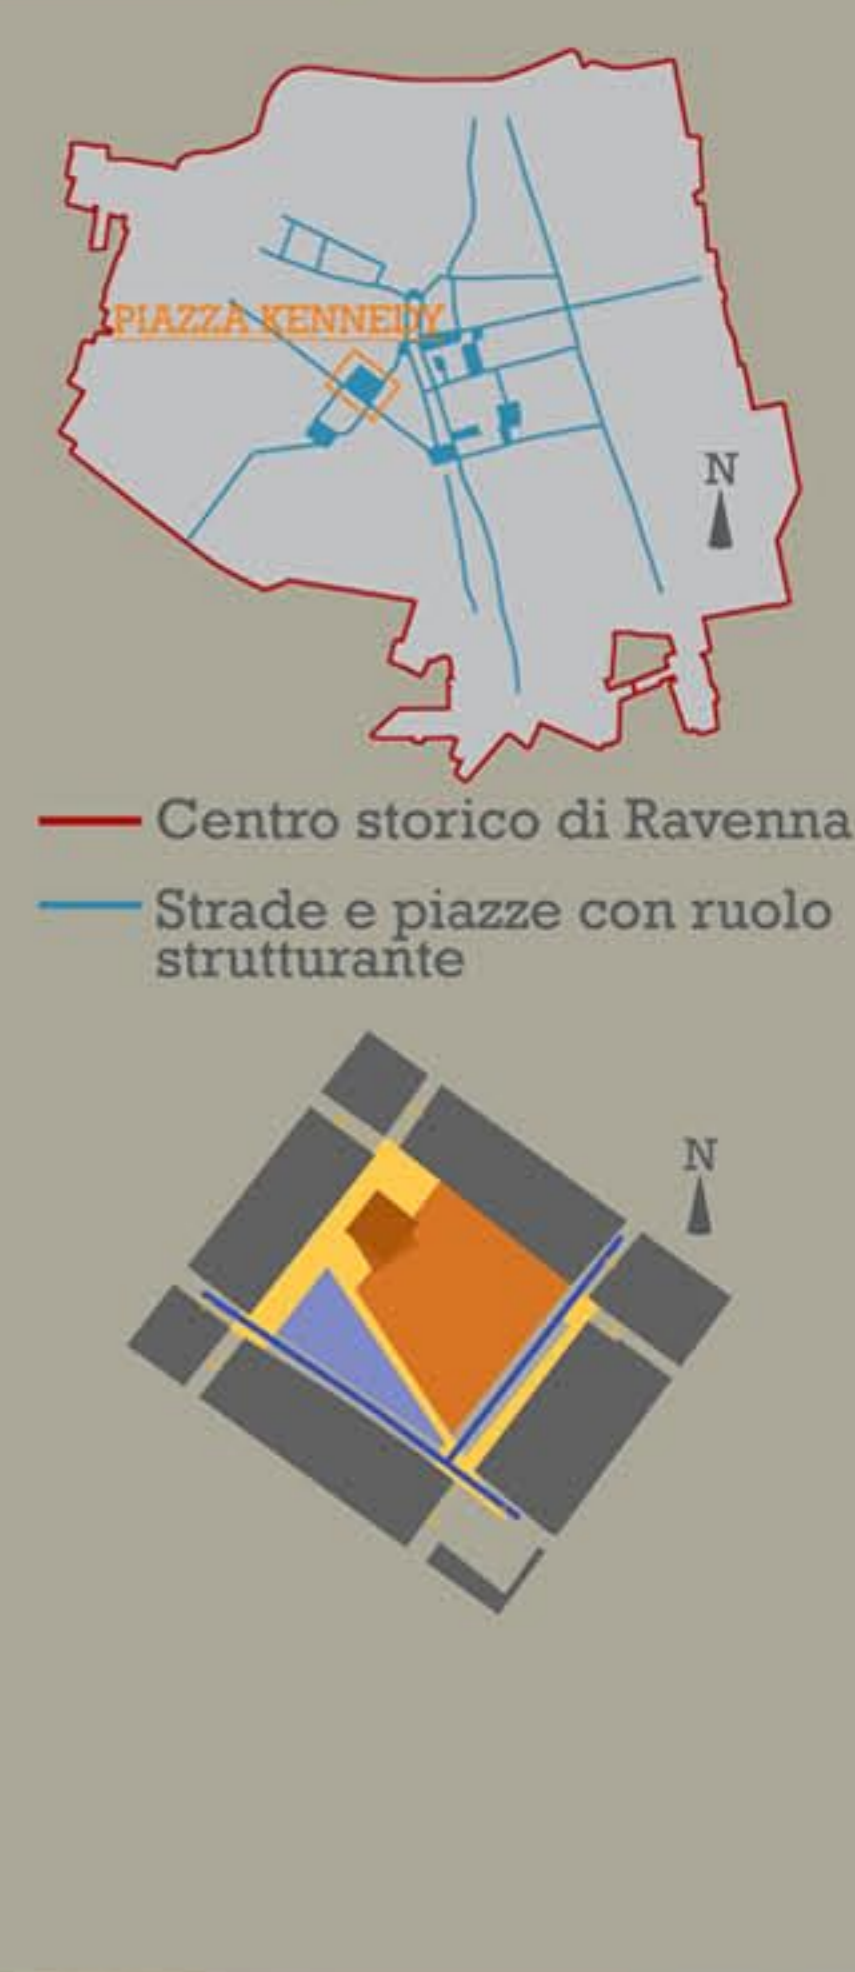 PIAZZA KENNEDY
N
Centro storico di Ravenna
Strade e piazze con ruolo
strutturante
N